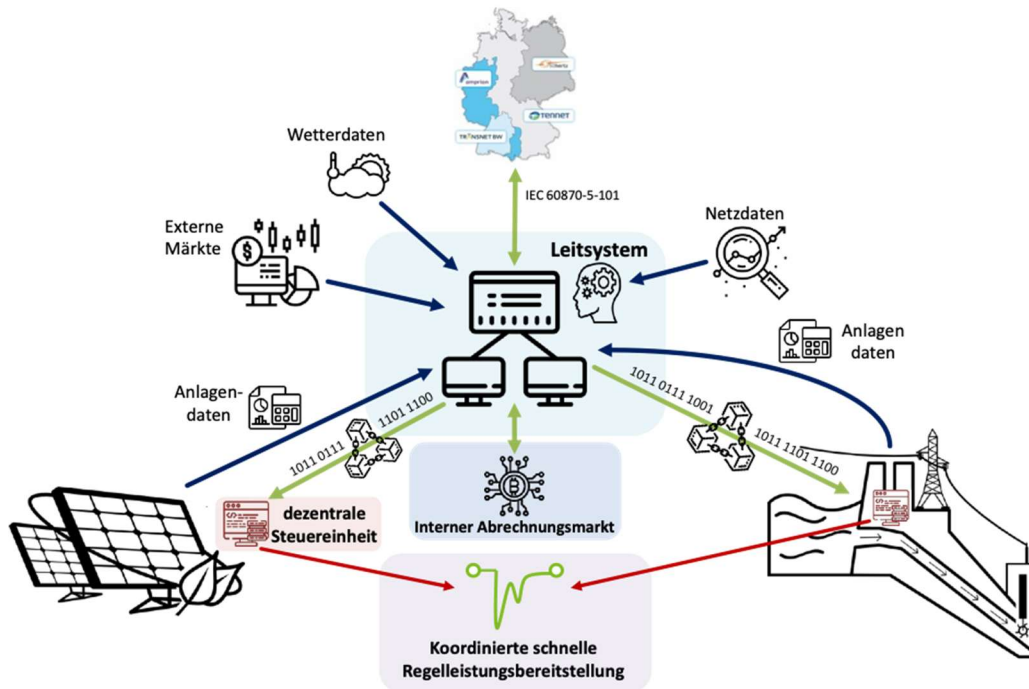 amprion
50hertz
TENNET
TRANSNET BW
Wetterdaten
IEC 60870-5-101
Externe
Märkte
$
Netzdaten
Leitsystem
Anlagen
daten
Anlagen-
daten
1011 0111
1101 1100
1011 0111 1001
1011 1101 1100
dezentrale
Steuereinheit
Interner Abrechnungsmarkt
Koordinierte schnelle
Regelleistungsbereitstellung